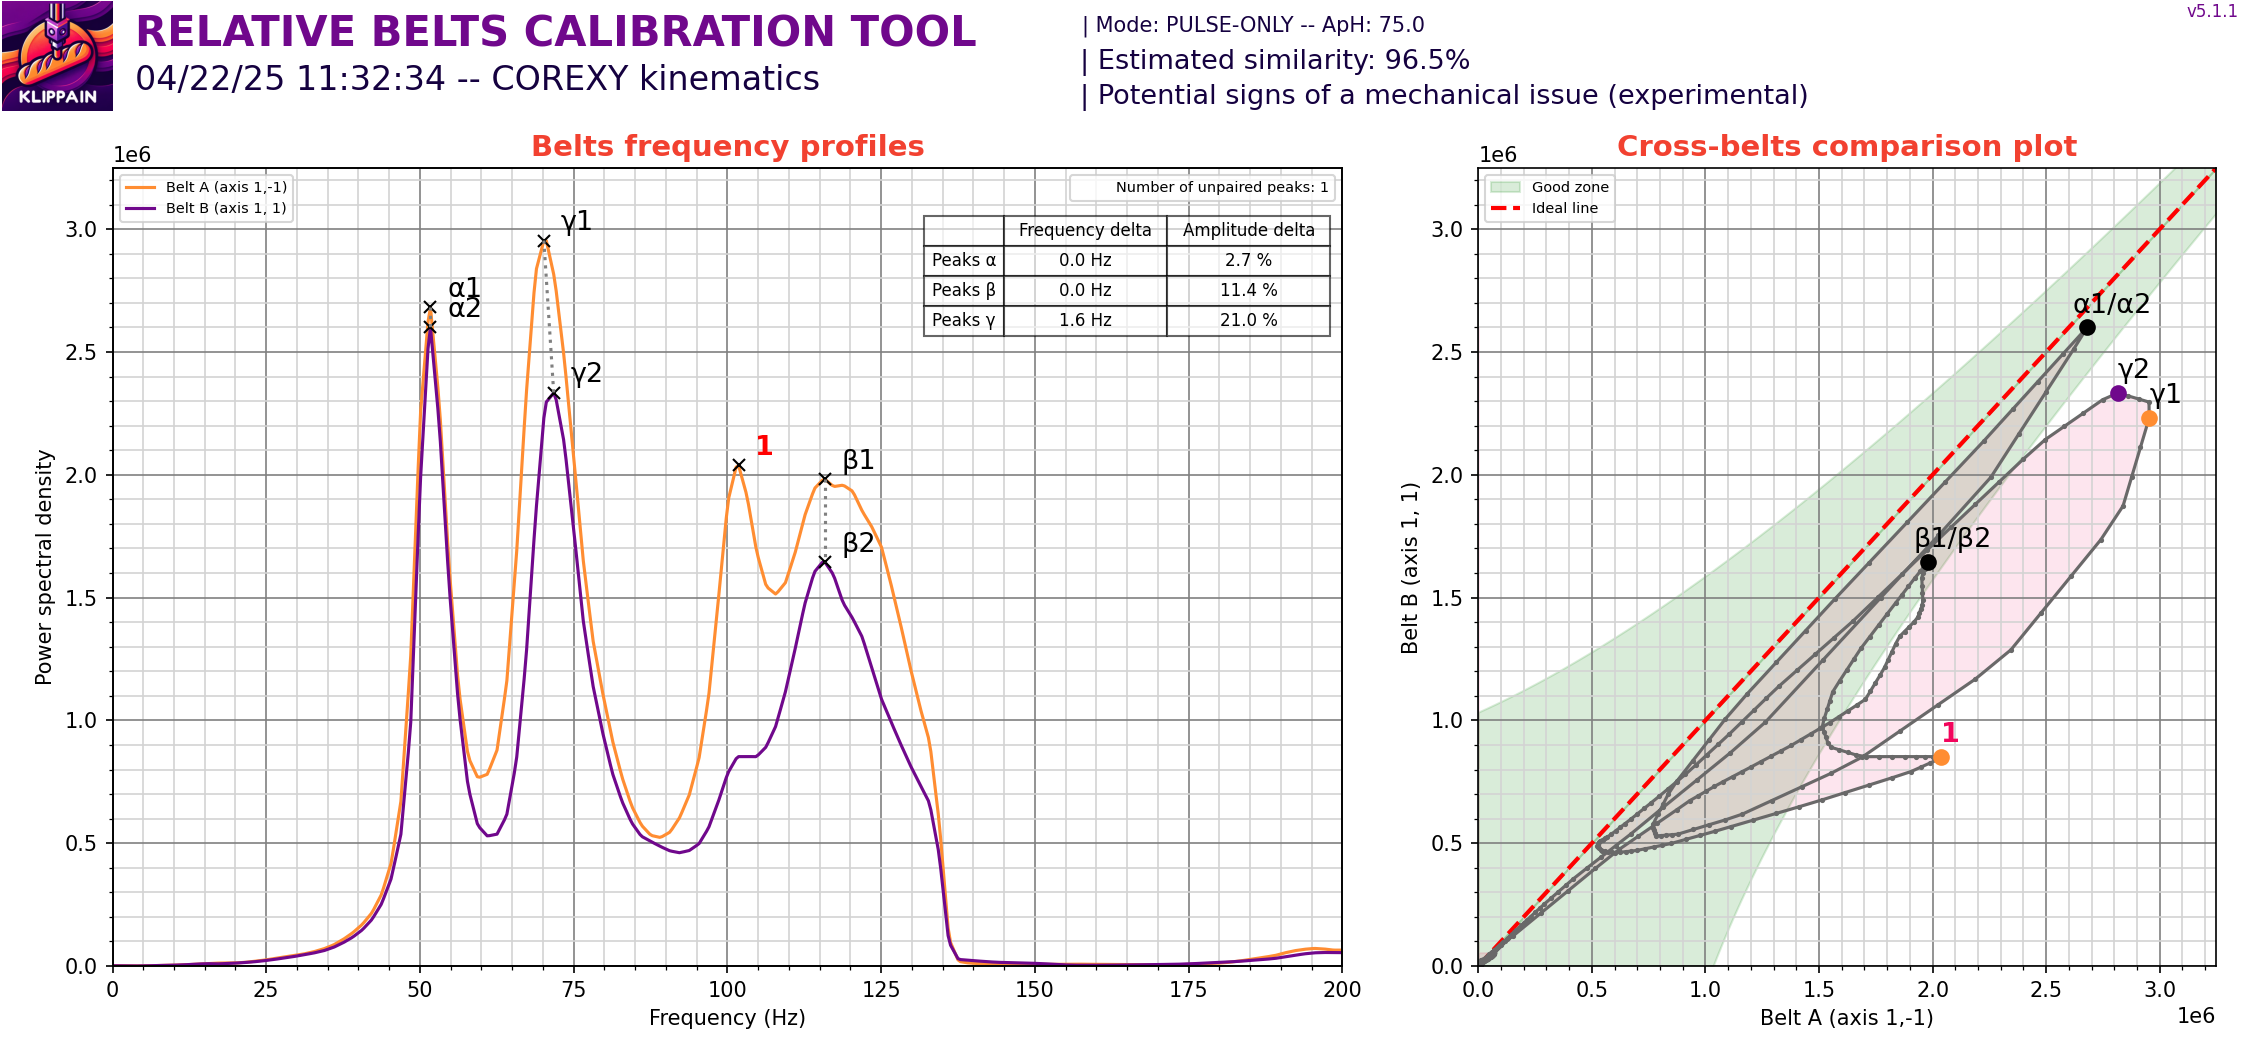 KLIPPAIN
RELATIVE BELTS CALIBRATION TOOL
04/22/25 11:32:34 -- COREXY kinematics
| Mode: PULSE-ONLY -- ApH: 75.0
| Estimated similarity: 96.5%
| Potential signs of a mechanical issue (experimental)
v5.1.1
Belts frequency profiles
1e6
Belt A (axis 1,-1)
Belt B (axis 1, 1)
Number of unpaired peaks: 1
Frequency delta Amplitude delta
Peaks α 0.0 Hz 2.7 %
Peaks β 0.0 Hz 11.4 %
Peaks γ 1.6 Hz 21.0 %
α1
α2
γ1
γ2
1
β1
β2
3.0
2.5
2.0
1.5
1.0
0.5
0.0
Power spectral density
0 25 50 75 100 125 150 175 200
Frequency (Hz)
Cross-belts comparison plot
1e6
Good zone
Ideal line
α1/α2
γ2
γ1
β1/β2
1
3.0
2.5
2.0
1.5
1.0
0.5
0.0
Belt B (axis 1, 1)
0.0 0.5 1.0 1.5 2.0 2.5 3.0
1e6
Belt A (axis 1,-1)